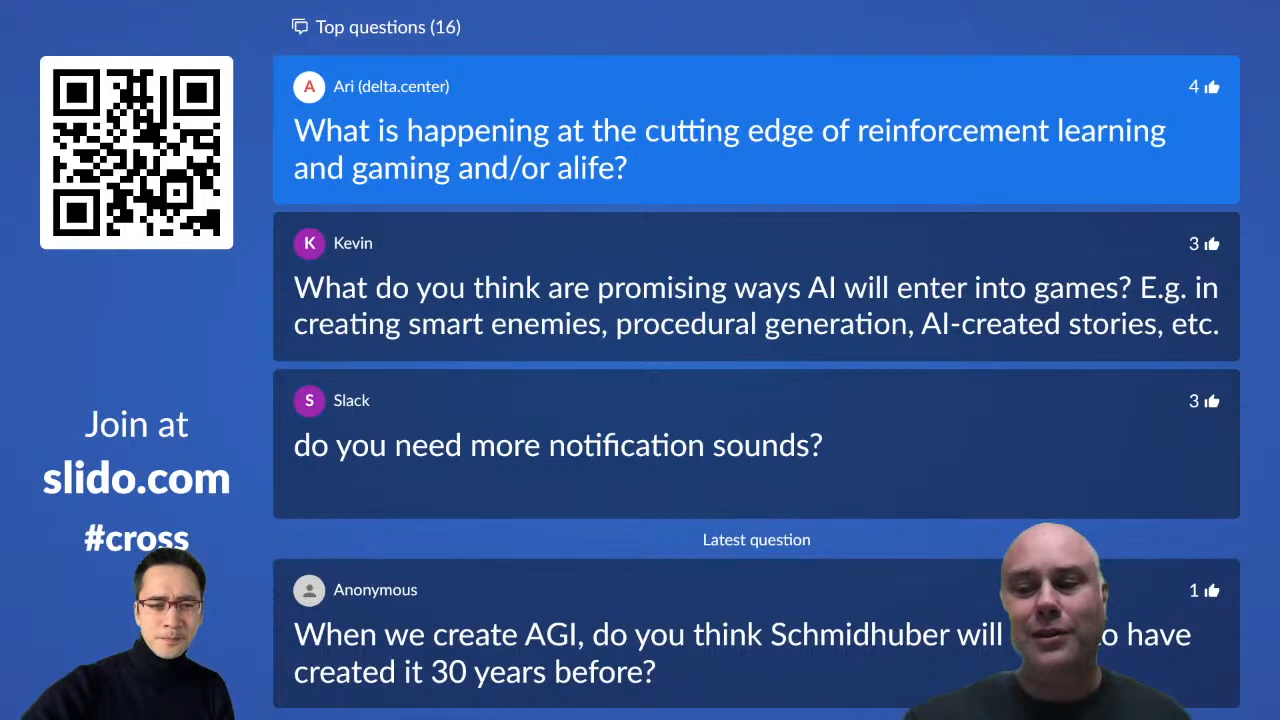 Top questions (16)
A Ari (delta.center) 4
What is happening at the cutting edge of reinforcement learning
and gaming and/or alife?
K Kevin 3
What do you think are promising ways AI will enter into games? E.g. in
creating smart enemies, procedural generation, AI-created stories, etc.
S Slack 3
do you need more notification sounds?
Join at
slido.com
#cross
Latest question
Anonymous 1
When we create AGI, do you think Schmidhuber will have
created it 30 years before?